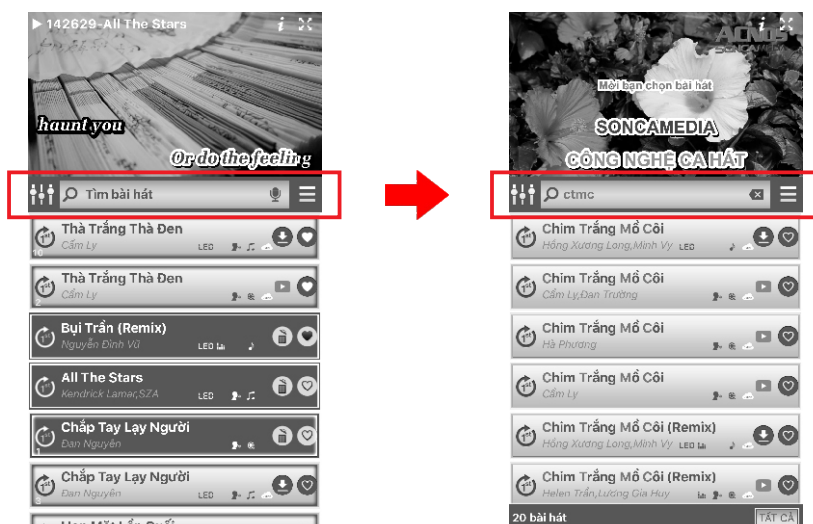 142629-All The Stars
haunt you
Or do the feeling
Tìm bài hát
Thà Trắng Thà Đen
Cẩm Ly
LEO
10
Thà Trắng Thà Đen
Cẩm Ly
2
Bụi Trần (Remix)
Nguyễn Đình Vũ
LEO
All The Stars
Kendrick Lamar,SZA
LEO
Chắp Tay Lạy Người
Đan Nguyên
1
Chắp Tay Lạy Người
Đan Nguyên
LEO
3
ACNOS
SONCAMEDIA
Mời bạn chọn bài hát
SONCAMEDIA
CÔNG NGHỆ CA HÁT
ctmc
Chim Trắng Mồ Côi
Hồng Xương Long,Minh Vy LEO
Chim Trắng Mồ Côi
Cẩm Ly,Đan Trường
Chim Trắng Mồ Côi
Hà Phương
Chim Trắng Mồ Côi
Cẩm Ly
Chim Trắng Mồ Côi (Remix)
Hồng Xương Long,Minh Vy LEO
Chim Trắng Mồ Côi (Remix)
Helen Trần,Lương Gia Huy
20 bài hát
TẤT CẢ